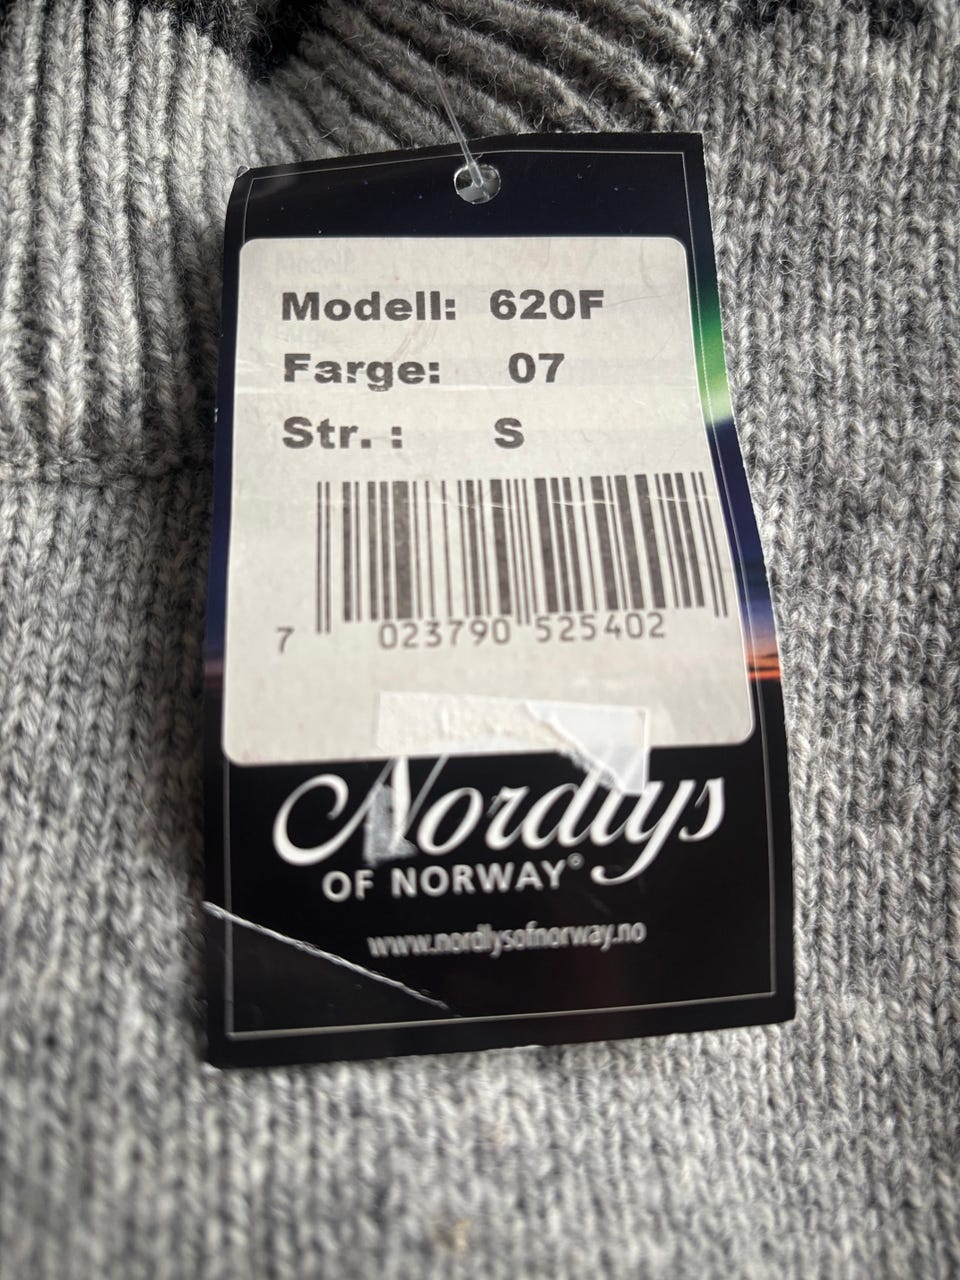 Modell: 620F
Farge: 07
Str. : S
7 023790 525402
Nordlys
OF NORWAY®
www.nordlysofnorway.no